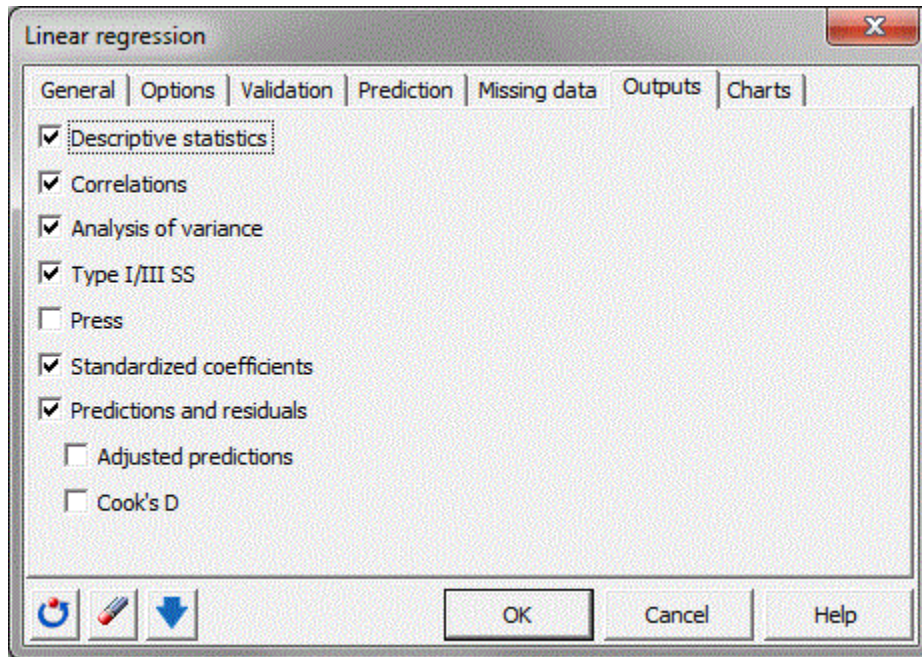 Linear regression
General Options Validation Prediction Missing data Outputs Charts
Descriptive statistics
Correlations
Analysis of variance
Type I/III SS
Press
Standardized coefficients
Predictions and residuals
Adjusted predictions
Cook's D
OK Cancel Help